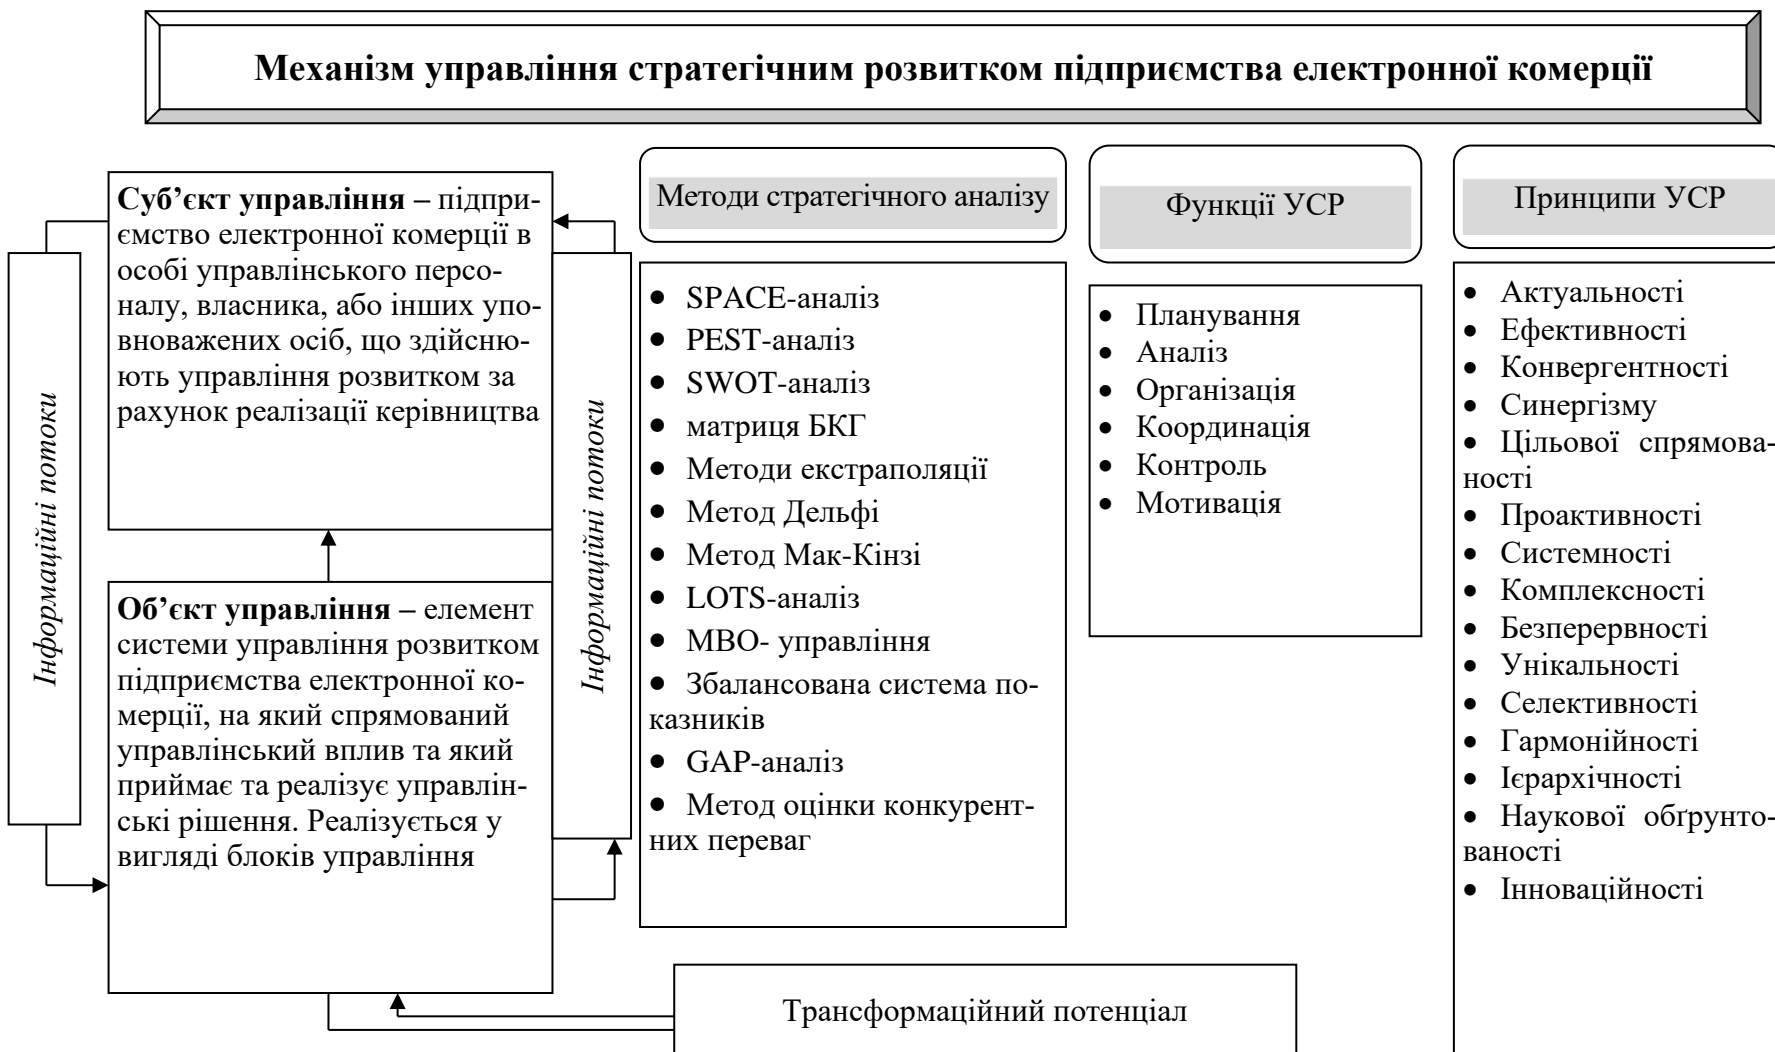 Механізм управління стратегічним розвитком підприємства електронної комерції
Суб’єкт управління – підпри-
ємство електронної комерції в
особі управлінського персо-
налу, власника, або інших упо-
вноважених осіб, що здійсню-
ють управління розвитком за
рахунок реалізації керівництва
Інформаційні потоки
Об’єкт управління – елемент
системи управління розвитком
підприємства електронної ко-
мерції, на який спрямований
управлінський вплив та який
приймає та реалізує управлін-
ські рішення. Реалізується у
вигляді блоків управління
Інформаційні потоки
Методи стратегічного аналізу
• SPACE-аналіз
• PEST-аналіз
• SWOT-аналіз
• матриця БКГ
• Методи екстраполяції
• Метод Дельфі
• Метод Мак-Кінзі
• LOTS-аналіз
• МВО- управління
• Збалансована система по-
казників
• GAP-аналіз
• Метод оцінки конкурент-
них переваг
Функції УСР
• Планування
• Аналіз
• Організація
• Координація
• Контроль
• Мотивація
Принципи УСР
• Актуальності
• Ефективності
• Конвергентності
• Синергізму
• Цільової спрямова-
ності
• Проактивності
• Системності
• Комплексності
• Безперервності
• Унікальності
• Селективності
• Гармонійності
• Ієрархічності
• Наукової обґрунто-
ваності
• Інноваційності
Трансформаційний потенціал